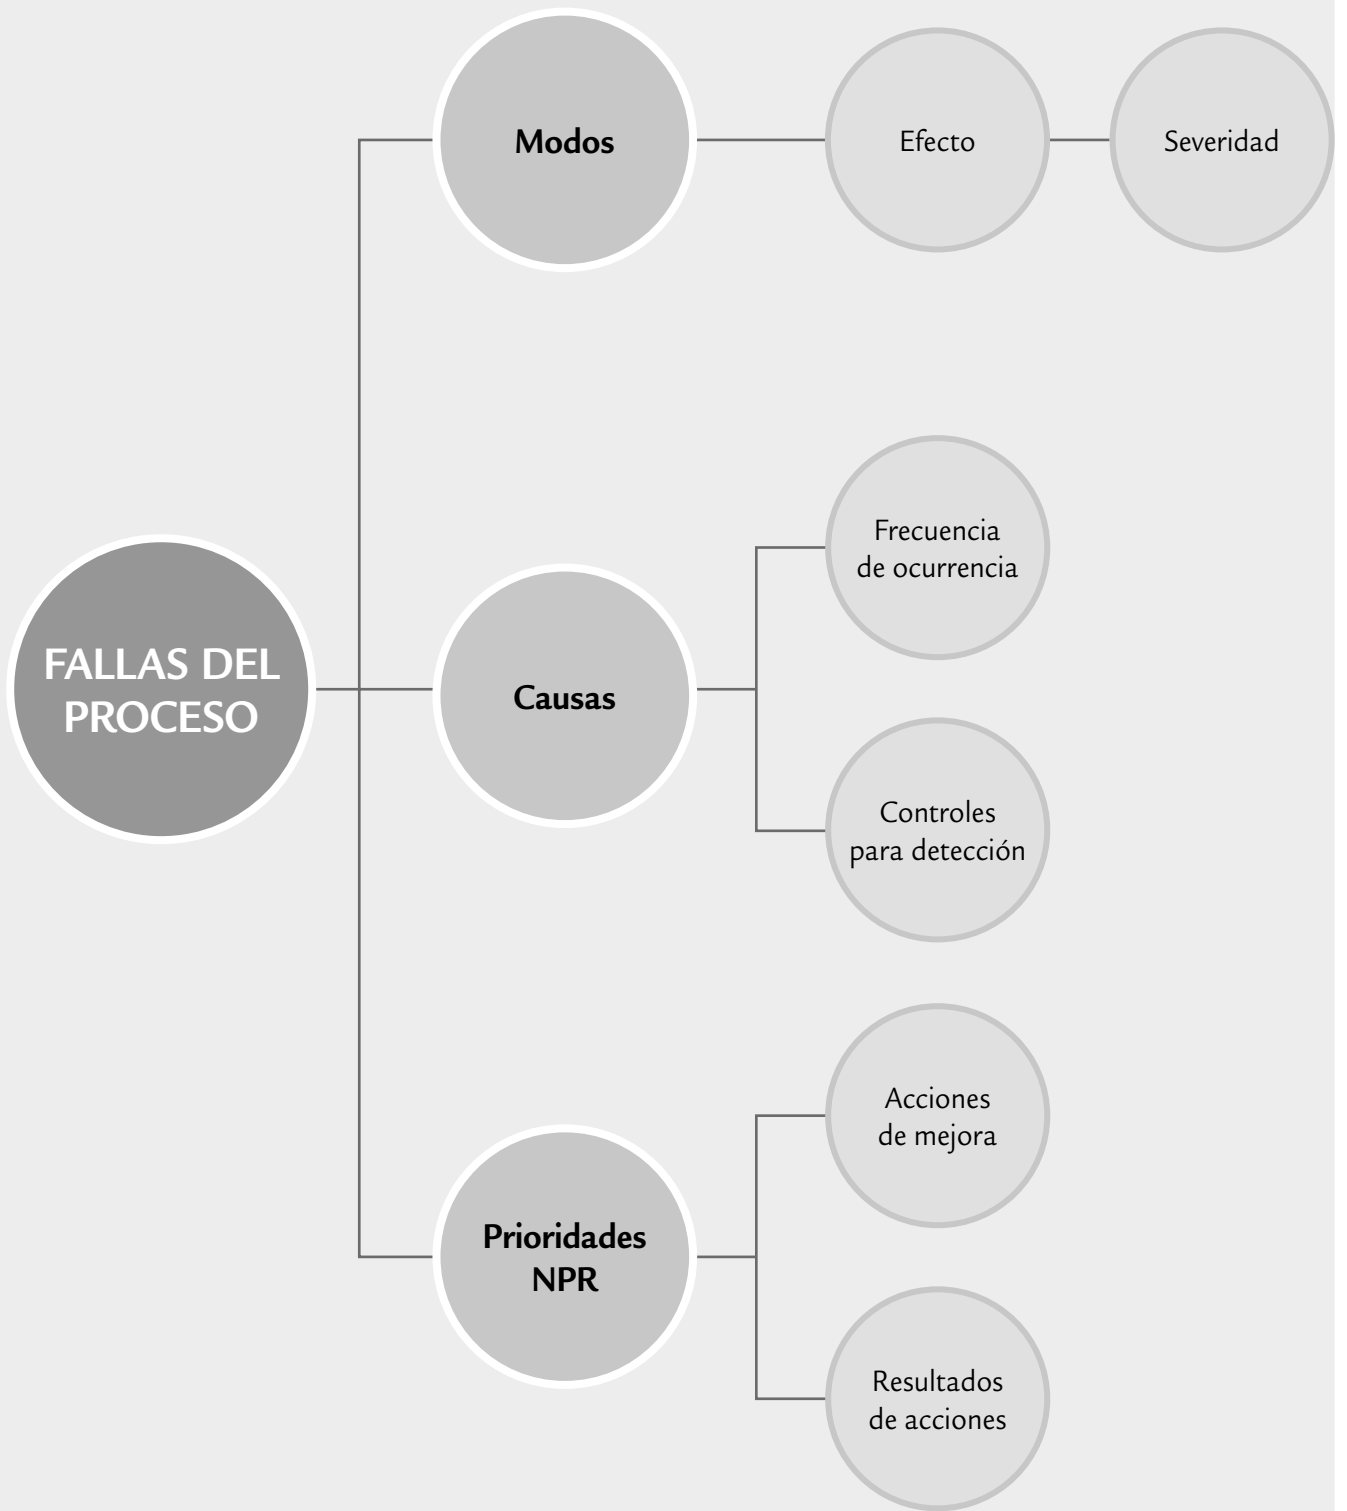 Modos
Efecto
Severidad
Frecuencia
de ocurrencia
FALLAS DEL
PROCESO
Causas
Controles
para detección
Acciones
de mejora
Prioridades
NPR
Resultados
de acciones